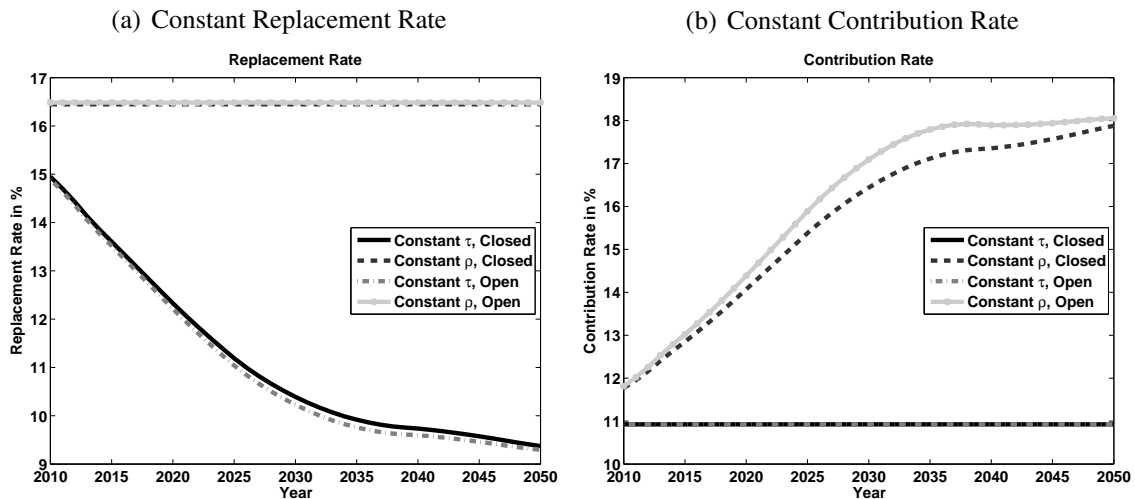 (a) Constant Replacement Rate
Replacement Rate
17
16
15
14
13
12
11
10
9
Replacement Rate in %
2010 2015 2020 2025 2030 2035 2040 2045 2050
Year
Constant τ, Closed
Constant ρ, Closed
Constant τ, Open
Constant ρ, Open
(b) Constant Contribution Rate
Contribution Rate
19
18
17
16
15
14
13
12
11
10
Contribution Rate in %
2010 2015 2020 2025 2030 2035 2040 2045 2050
Year
Constant τ, Closed
Constant ρ, Closed
Constant τ, Open
Constant ρ, Open